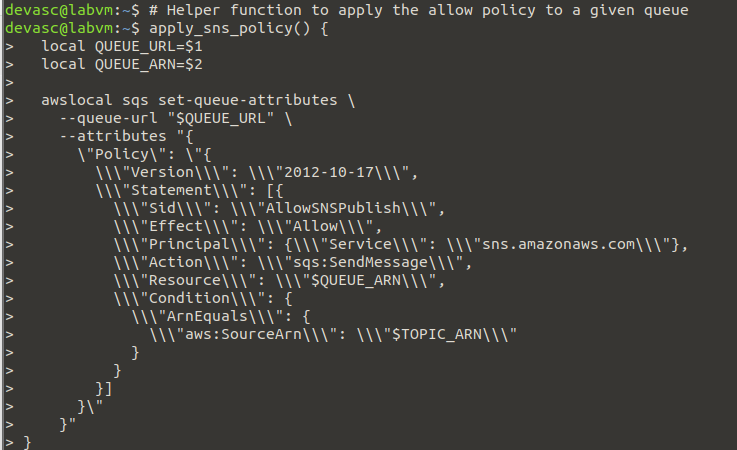 devasc@labvm:~$ # Helper function to apply the allow policy to a given queue
devasc@labvm:~$ apply_sns_policy() {
>   local QUEUE_URL=$1
>   local QUEUE_ARN=$2
>
>   awslocal sqs set-queue-attributes \
>     --queue-url "$QUEUE_URL" \
>     --attributes "{
>       \"Policy\": \"{
>         \\\"Version\\\": \\\"2012-10-17\\\",
>         \\\"Statement\\\": [{
>           \\\"Sid\\\": \\\"AllowSNSPublish\\\",
>           \\\"Effect\\\": \\\"Allow\\\",
>           \\\"Principal\\\": {\\\"Service\\\": \\\"sns.amazonaws.com\\\"},
>           \\\"Action\\\": \\\"sqs:SendMessage\\\",
>           \\\"Resource\\\": \\\"$QUEUE_ARN\\\",
>           \\\"Condition\\\": {
>             \\\"ArnEquals\\\": {
>               \\\"aws:SourceArn\\\": \\\"$TOPIC_ARN\\\"
>             }
>           }
>         }]
>       }\"
>     }"
> }